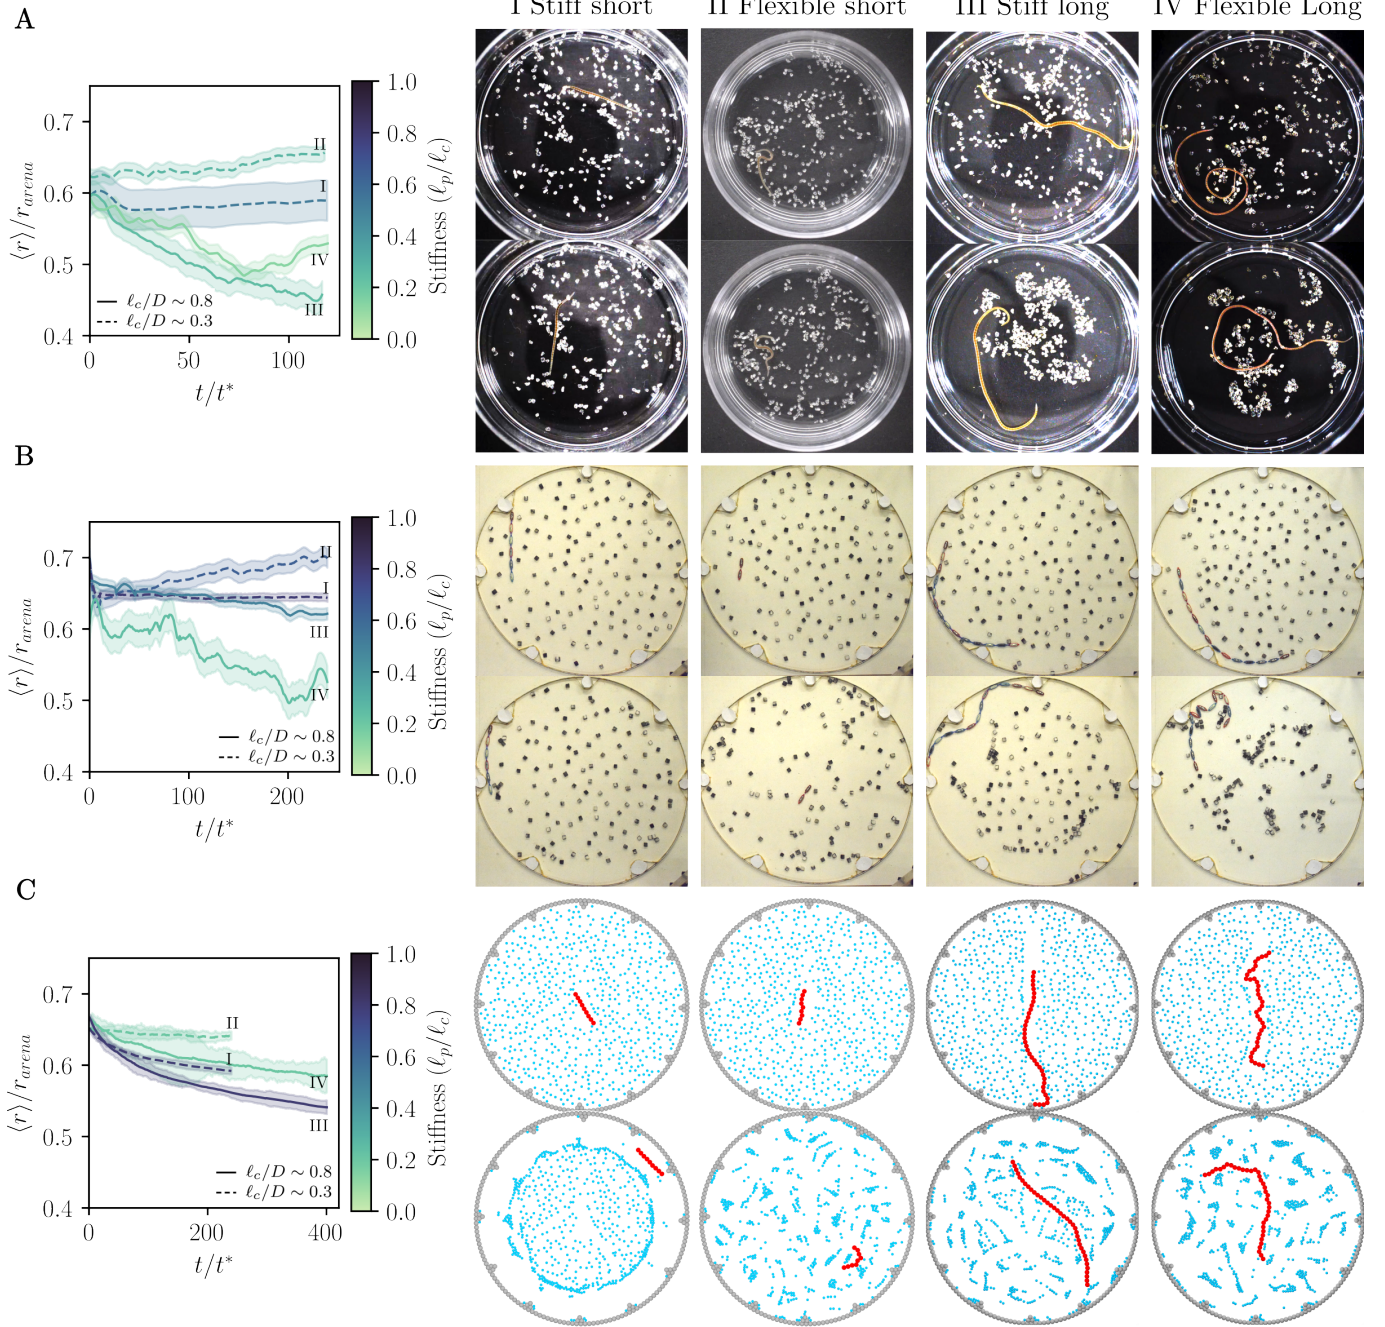 A
I Stiff short
II Flexible short
III Stiff long
IV Flexible Long
0.7
0.6
0.5
0.4
⟨r⟩/r_arena
II
I
IV
III
ℓ_c/D ∼ 0.8
ℓ_c/D ∼ 0.3
0 50 100
t/t*
1.0
0.8
0.6
0.4
0.2
0.0
Stiffness (ℓ_p/ℓ_c)
B
0.7
0.6
0.5
0.4
⟨r⟩/r_arena
II
I
III
IV
ℓ_c/D ∼ 0.8
ℓ_c/D ∼ 0.3
0 100 200
t/t*
1.0
0.8
0.6
0.4
0.2
0.0
Stiffness (ℓ_p/ℓ_c)
C
0.7
0.6
0.5
0.4
⟨r⟩/r_arena
II
I
IV
III
ℓ_c/D ∼ 0.8
ℓ_c/D ∼ 0.3
0 200 400
t/t*
1.0
0.8
0.6
0.4
0.2
0.0
Stiffness (ℓ_p/ℓ_c)